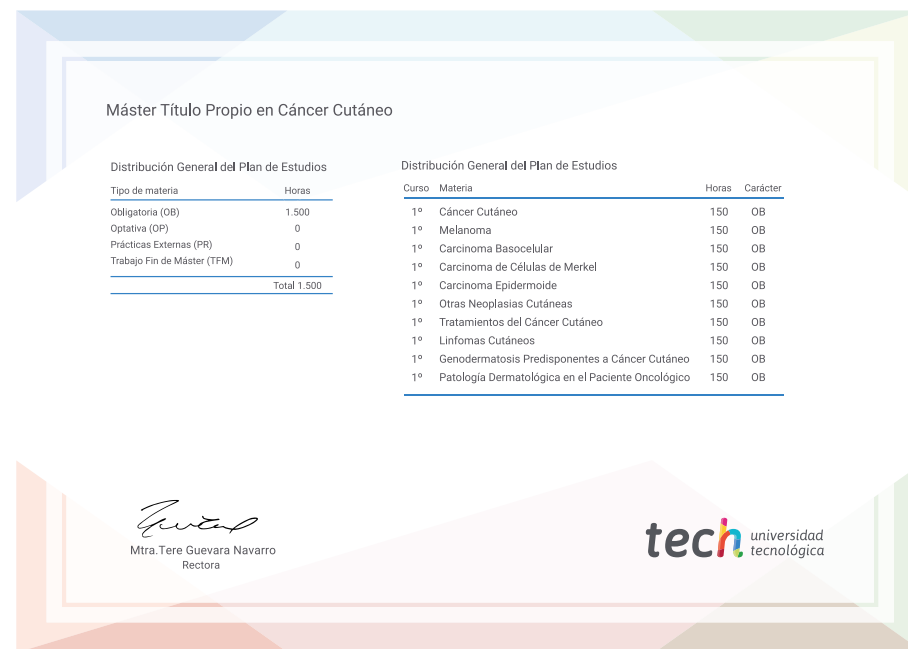 Máster Título Propio en Cáncer Cutáneo
Distribución General del Plan de Estudios
Tipo de materia Horas
Obligatoria (OB) 1.500
Optativa (OP) 0
Prácticas Externas (PR) 0
Trabajo Fin de Máster (TFM) 0
Total 1.500
Distribución General del Plan de Estudios
Curso Materia Horas Carácter
1º Cáncer Cutáneo 150 OB
1º Melanoma 150 OB
1º Carcinoma Basocelular 150 OB
1º Carcinoma de Células de Merkel 150 OB
1º Carcinoma Epidermoide 150 OB
1º Otras Neoplasias Cutáneas 150 OB
1º Tratamientos del Cáncer Cutáneo 150 OB
1º Linfomas Cutáneos 150 OB
1º Genodermatosis Predisponentes a Cáncer Cutáneo 150 OB
1º Patología Dermatológica en el Paciente Oncológico 150 OB
Mtra.Tere Guevara Navarro
Rectora
tech universidad
tecnológica